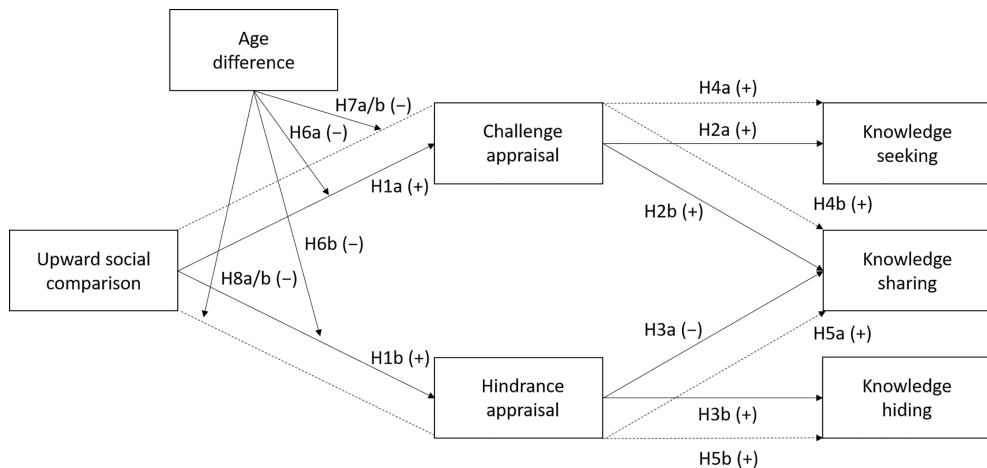 Age
difference
H7a/b (−)
H6a (−)
H1a (+)
H6b (−)
H8a/b (−)
H1b (+)
Upward social
comparison
Challenge
appraisal
Hindrance
appraisal
H4a (+)
H2a (+)
H4b (+)
H2b (+)
H3a (−)
H5a (+)
H3b (+)
H5b (+)
Knowledge
seeking
Knowledge
sharing
Knowledge
hiding